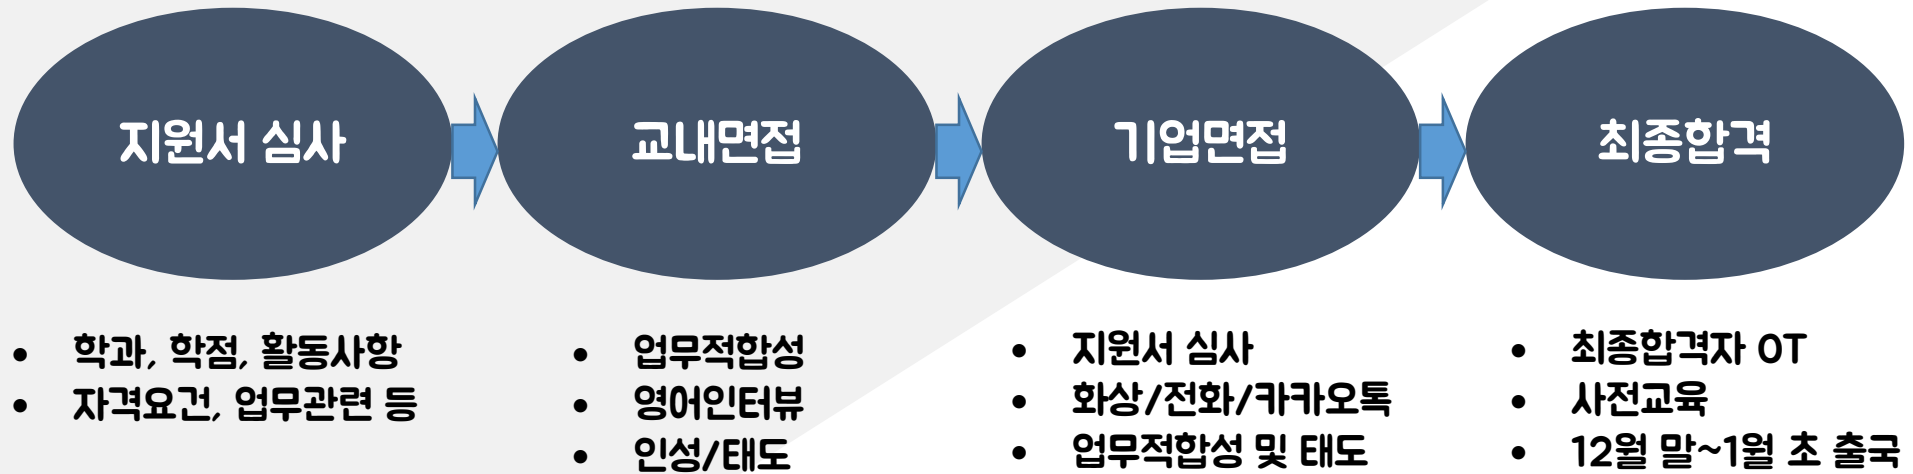 지원서 심사
교내면접
기업면접
최종합격
• 학과, 학점, 활동사항
• 자격요건, 업무관련 등
• 업무적합성
• 영어인터뷰
• 인성/태도
• 지원서 심사
• 화상/전화/카카오톡
• 업무적합성 및 태도
• 최종합격자 OT
• 사전교육
• 12월 말~1월 초 출국